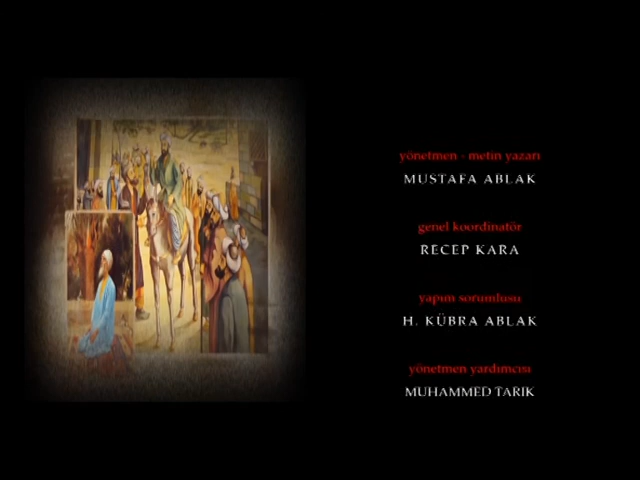 yönetmen - metin yazarı
MUSTAFA ABLAK
genel koordinatör
RECEP KARA
yapım sorumlusu
H. KÜBRA ABLAK
yönetmen yardımcısı
MUHAMMED TARIK